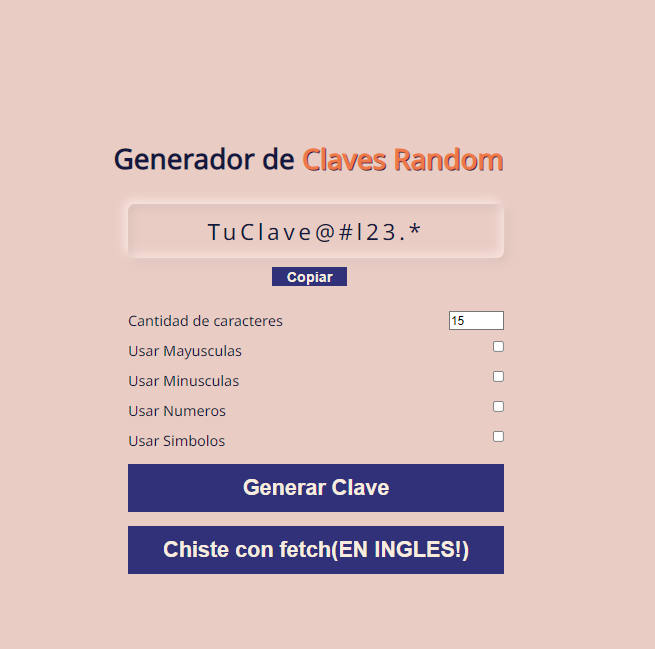 Generador de Claves Random
TuClave@#l23.*
Copiar
Cantidad de caracteres 15
Usar Mayusculas
Usar Minusculas
Usar Numeros
Usar Simbolos
Generar Clave
Chiste con fetch(EN INGLES!)